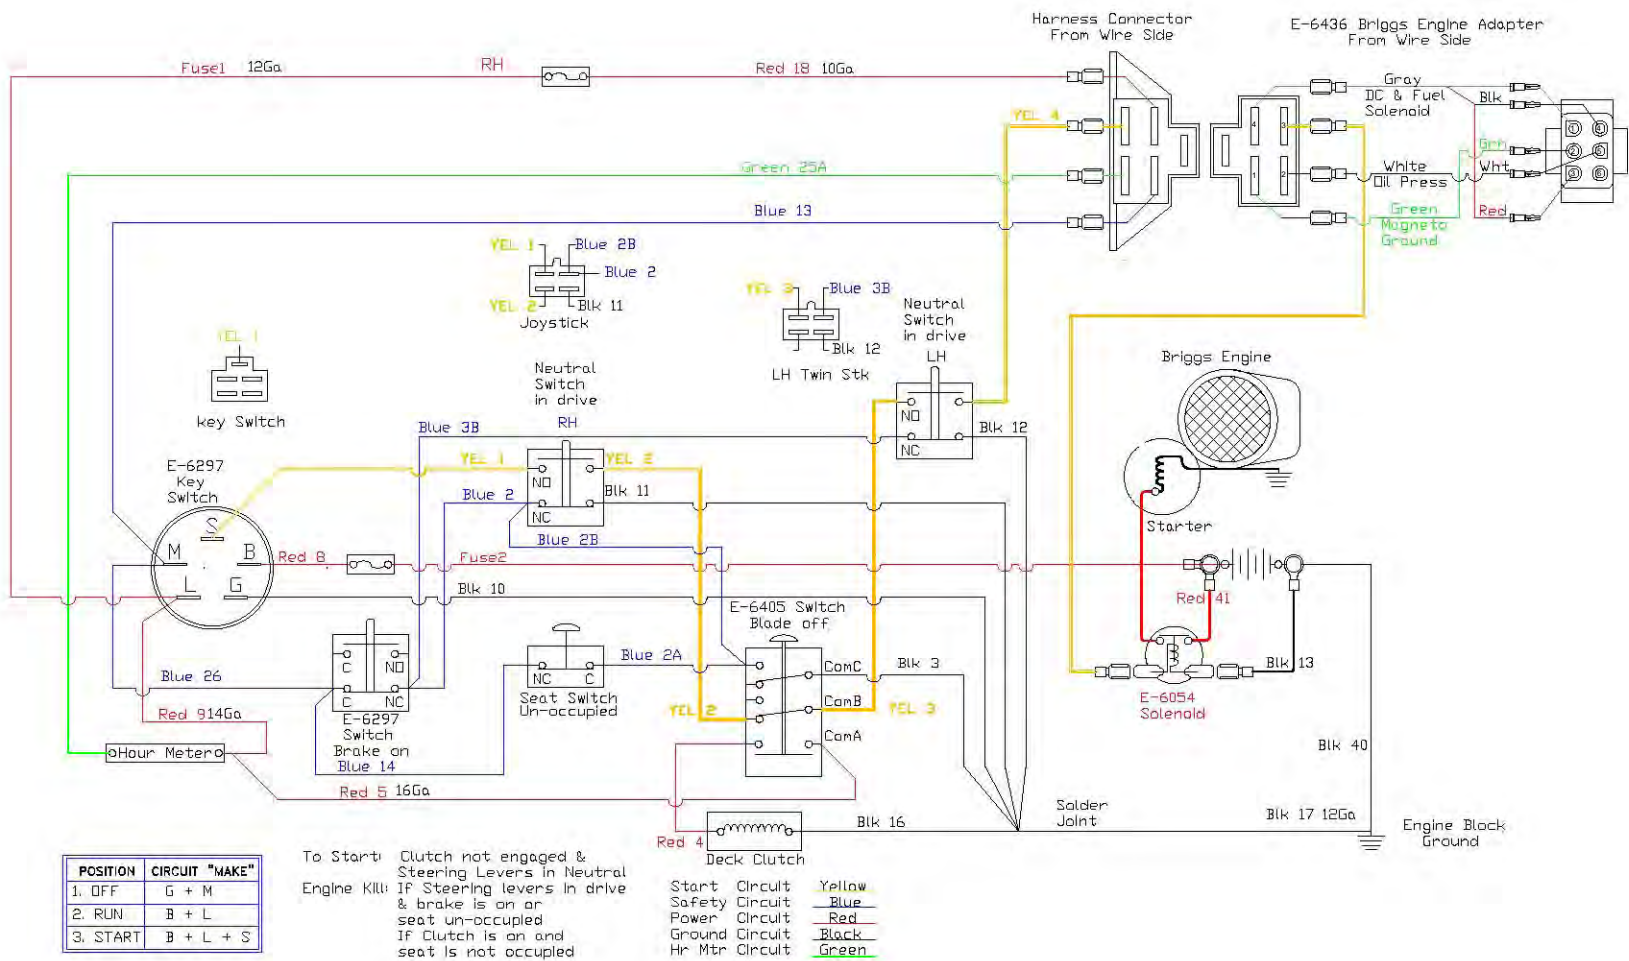 Harness Connector
From Wire Side
E-6436 Briggs Engine Adapter
From Wire Side
Fuse1 12Ga
RH
Red 18 10Ga
Gray
DC & Fuel
Solenoid
Blk
YEL 4
4 3
1 2
Grn
Green 25A
White
Oil Press
Wht
Blue 13
Green
Magneto
Ground
Red
YEL 1
Blue 2B
Blue 2
YEL 2
Blk 11
Joystick
YEL 3
Blue 3B
Blk 12
LH Twin Stk
Neutral
Switch
in drive
LH
NO
NC
Blk 12
YEL 1
key Switch
Neutral
Switch
in drive
RH
Briggs Engine
Starter
Blue 3B
E-6297
Key
Switch
YEL 1
NO
NC
YEL 2
Blue 2
Blk 11
Blue 2B
S
M
B
L
G
Red 8
Fuse2
Blk 10
Red 41
E-6405 Switch
Blade off
Blue 26
C
NO
C
NC
E-6297
Switch
Brake on
NC
C
Seat Switch
Un-occupied
Blue 2A
ComC
ComB
ComA
Blk 3
YEL 2
YEL 3
Blk 13
E-6054
Solenoid
Red 9 14Ga
Hour Meter
Blue 14
Red 5 16Ga
Blk 40
Red 4
Deck Clutch
Blk 16
Solder
Joint
Blk 17 12Ga
Engine Block
Ground
POSITION CIRCUIT "MAKE"
1. OFF G + M
2. RUN B + L
3. START B + L + S
To Start: Clutch not engaged &
Steering Levers in Neutral
Engine Kill: If Steering levers in drive
& brake is on or
seat un-occupied
If Clutch is on and
seat is not occupied
Start Circuit Yellow
Safety Circuit Blue
Power Circuit Red
Ground Circuit Black
Hr Mtr Circuit Green